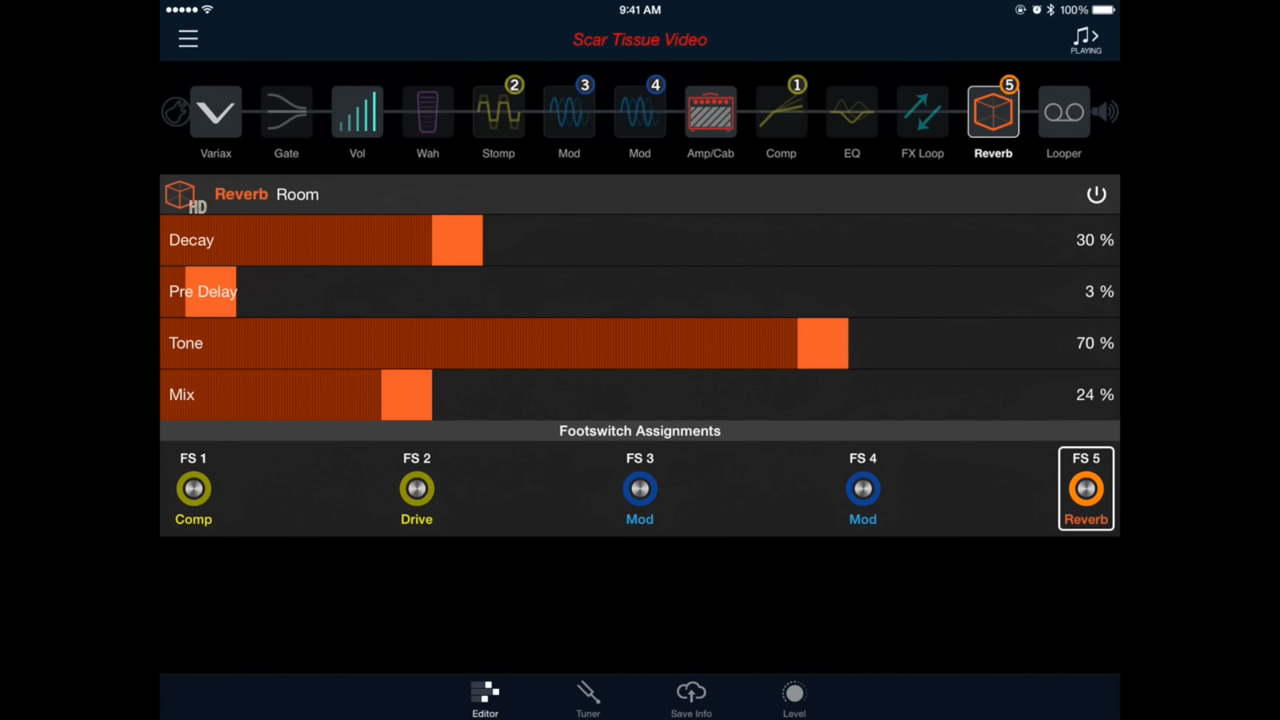 9:41 AM
100%
Scar Tissue Video
PLAYING
2 3 4 1 5
Variax Gate Vol Wah Stomp Mod Mod Amp/Cab Comp EQ FX Loop Reverb Looper
HD Reverb Room
Decay 30 %
Pre Delay 3 %
Tone 70 %
Mix 24 %
Footswitch Assignments
FS 1 FS 2 FS 3 FS 4 FS 5
Comp Drive Mod Mod Reverb
Editor Tuner Save Info Level